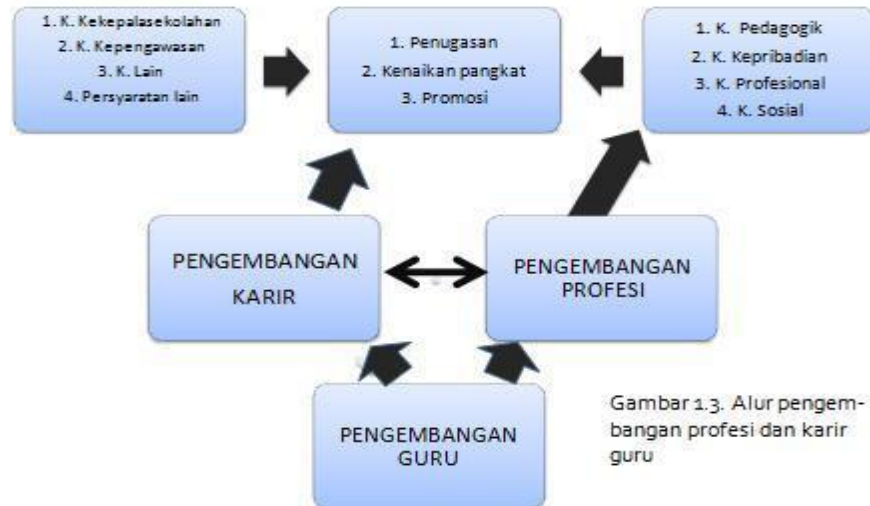 1. K. Kekepalasekolahan
2. K. Kepengawasan
3. K. Lain
4. Persyaratan lain
1. Penugasan
2. Kenaikan pangkat
3. Promosi
1. K. Pedagogik
2. K. Kepribadian
3. K. Profesional
4. K. Sosial
PENGEMBANGAN
KARIR
PENGEMBANGAN
PROFESI
PENGEMBANGAN
GURU
Gambar 1.3. Alur pengem-
bangan profesi dan karir
guru